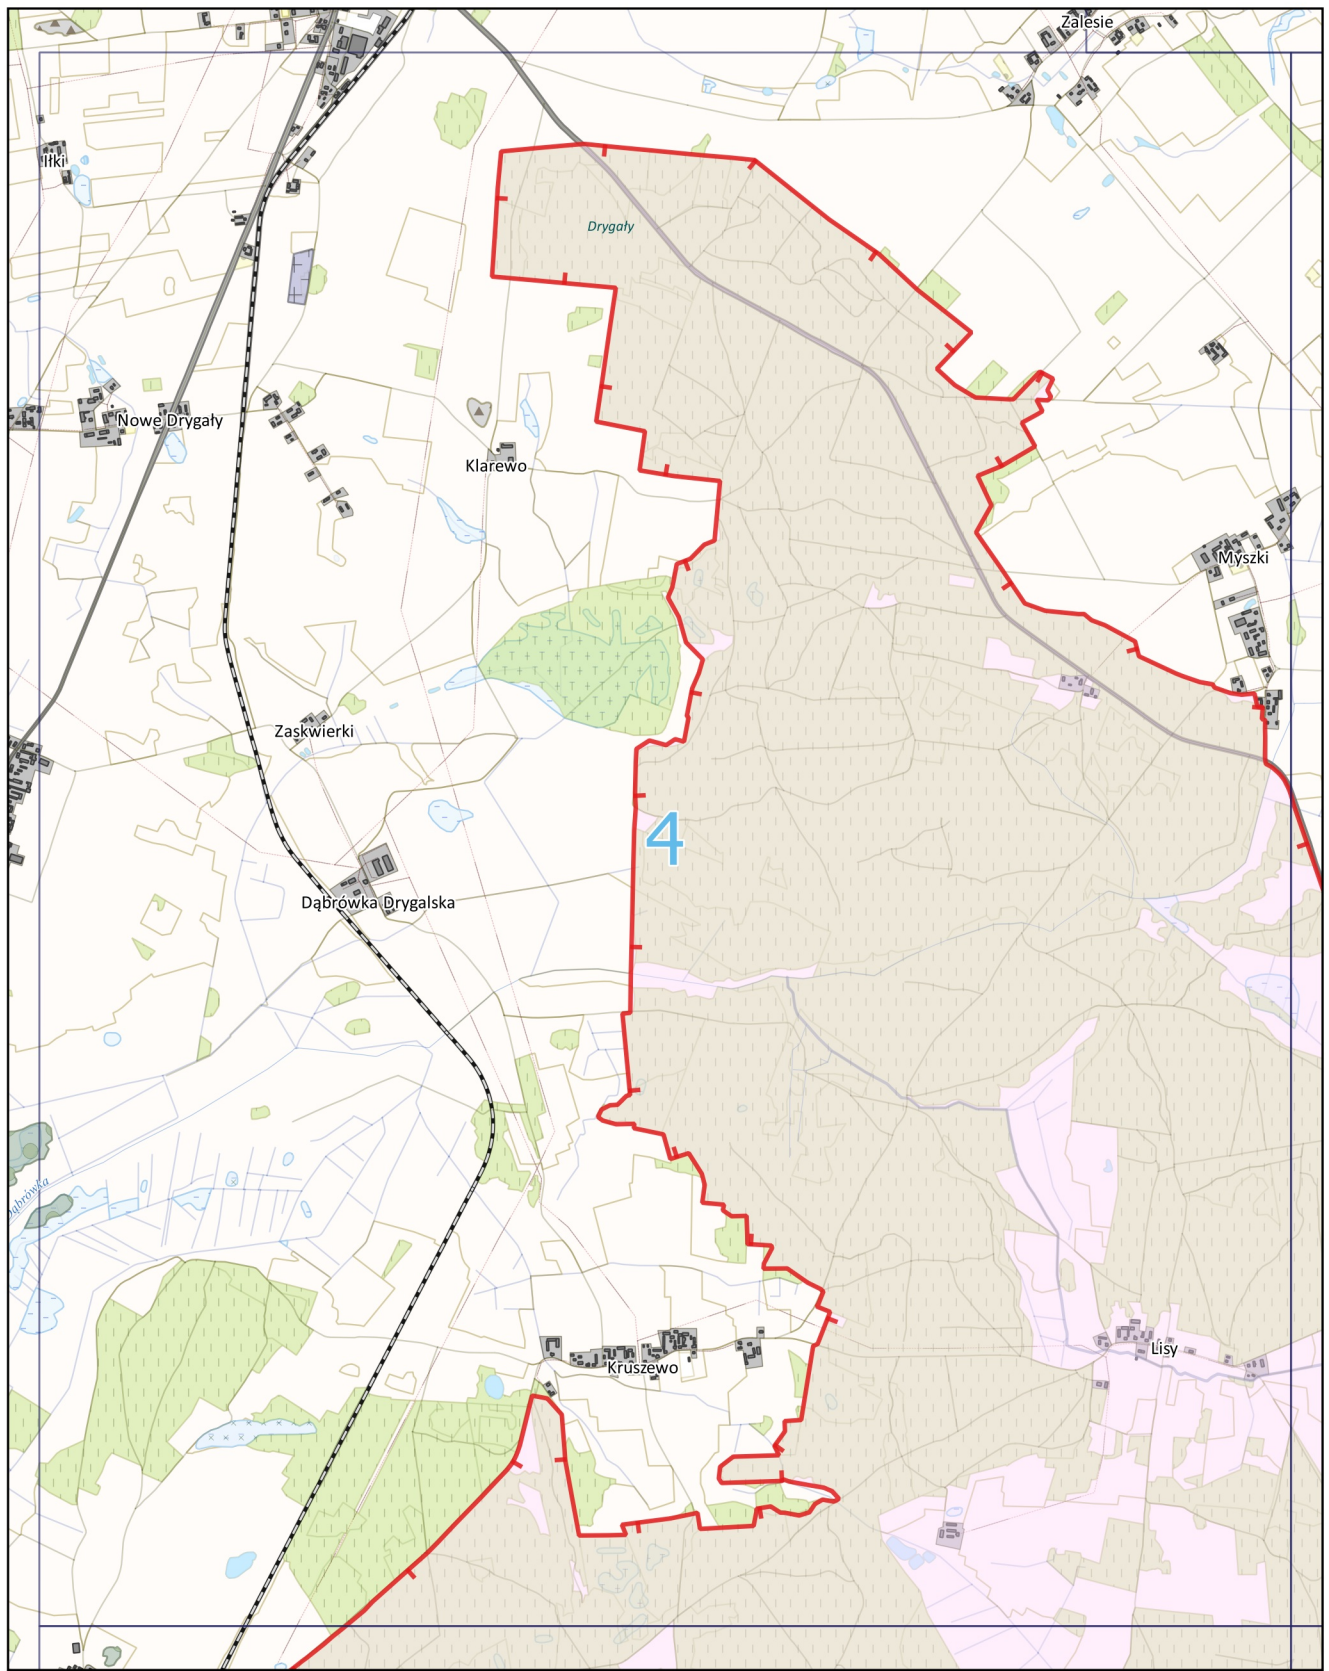 Zalesie
Iłki
Drygały
Nowe Drygały
Klarewo
Myszki
Zaskwierki
4
Dąbrówka Drygalska
Dąbrówka
Lisy
Kruszewo